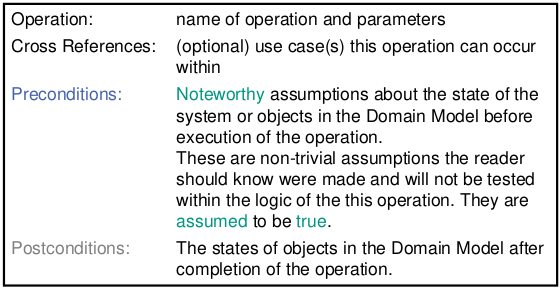 Operation: name of operation and parameters
Cross References: (optional) use case(s) this operation can occur
within
Preconditions: Noteworthy assumptions about the state of the
system or objects in the Domain Model before
execution of the operation.
These are non-trivial assumptions the reader
should know were made and will not be tested
within the logic of the this operation. They are
assumed to be true.
Postconditions: The states of objects in the Domain Model after
completion of the operation.